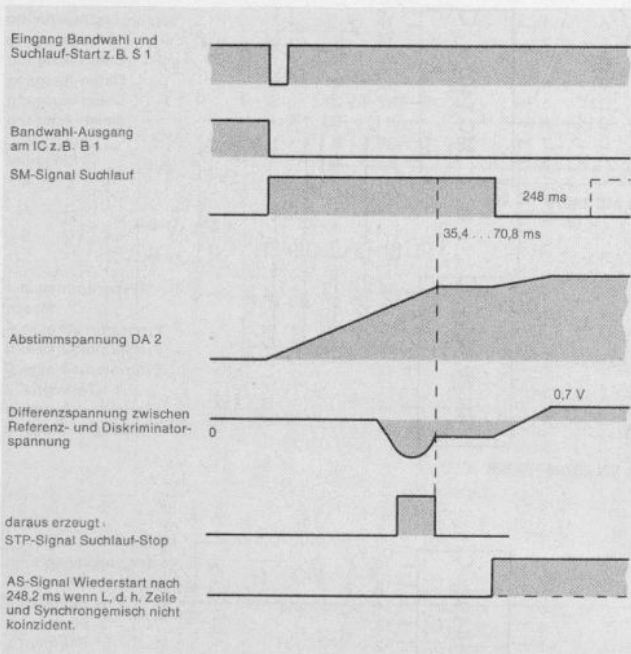 Eingang Bandwahl und
Suchlauf-Start z.B. S 1
Bandwahl-Ausgang
am IC z.B. B 1
SM-Signal Suchlauf
248 ms
35,4 . . . 70,8 ms
Abstimmspannung DA 2
0,7 V
Differenzspannung zwischen
Referenz- und Diskriminator-
spannung
0
daraus erzeugt
STP-Signal Suchlauf-Stop
AS-Signal Wiederstart nach
248,2 ms wenn L, d. h. Zeile
und Synchrongemisch nicht
koinzident.